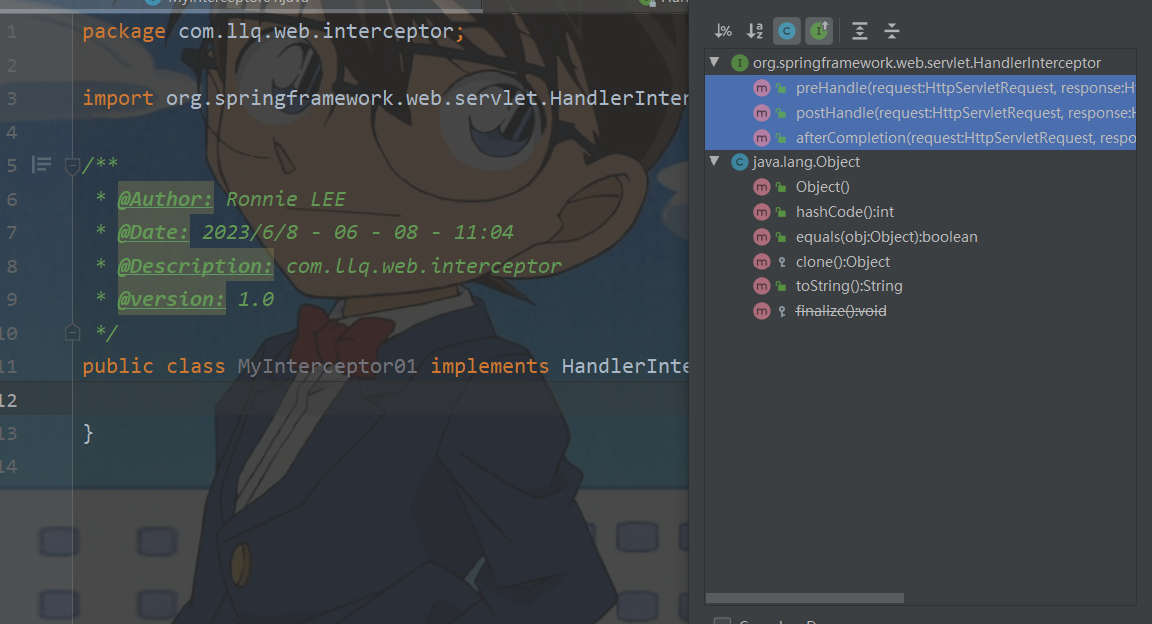 1 package com.llq.web.interceptor;
2
3 import org.springframework.web.servlet.HandlerInter
4
5 /**
6 * @Author: Ronnie LEE
7 * @Date: 2023/6/8 - 06 - 08 - 11:04
8 * @Description: com.llq.web.interceptor
9 * @version: 1.0
10 */
11 public class MyInterceptor01 implements HandlerInte
12
13 }
14
org.springframework.web.servlet.HandlerInterceptor
preHandle(request:HttpServletRequest, response:H
postHandle(request:HttpServletRequest, response:H
afterCompletion(request:HttpServletRequest, respo
java.lang.Object
Object()
hashCode():int
equals(obj:Object):boolean
clone():Object
toString():String
finalize():void